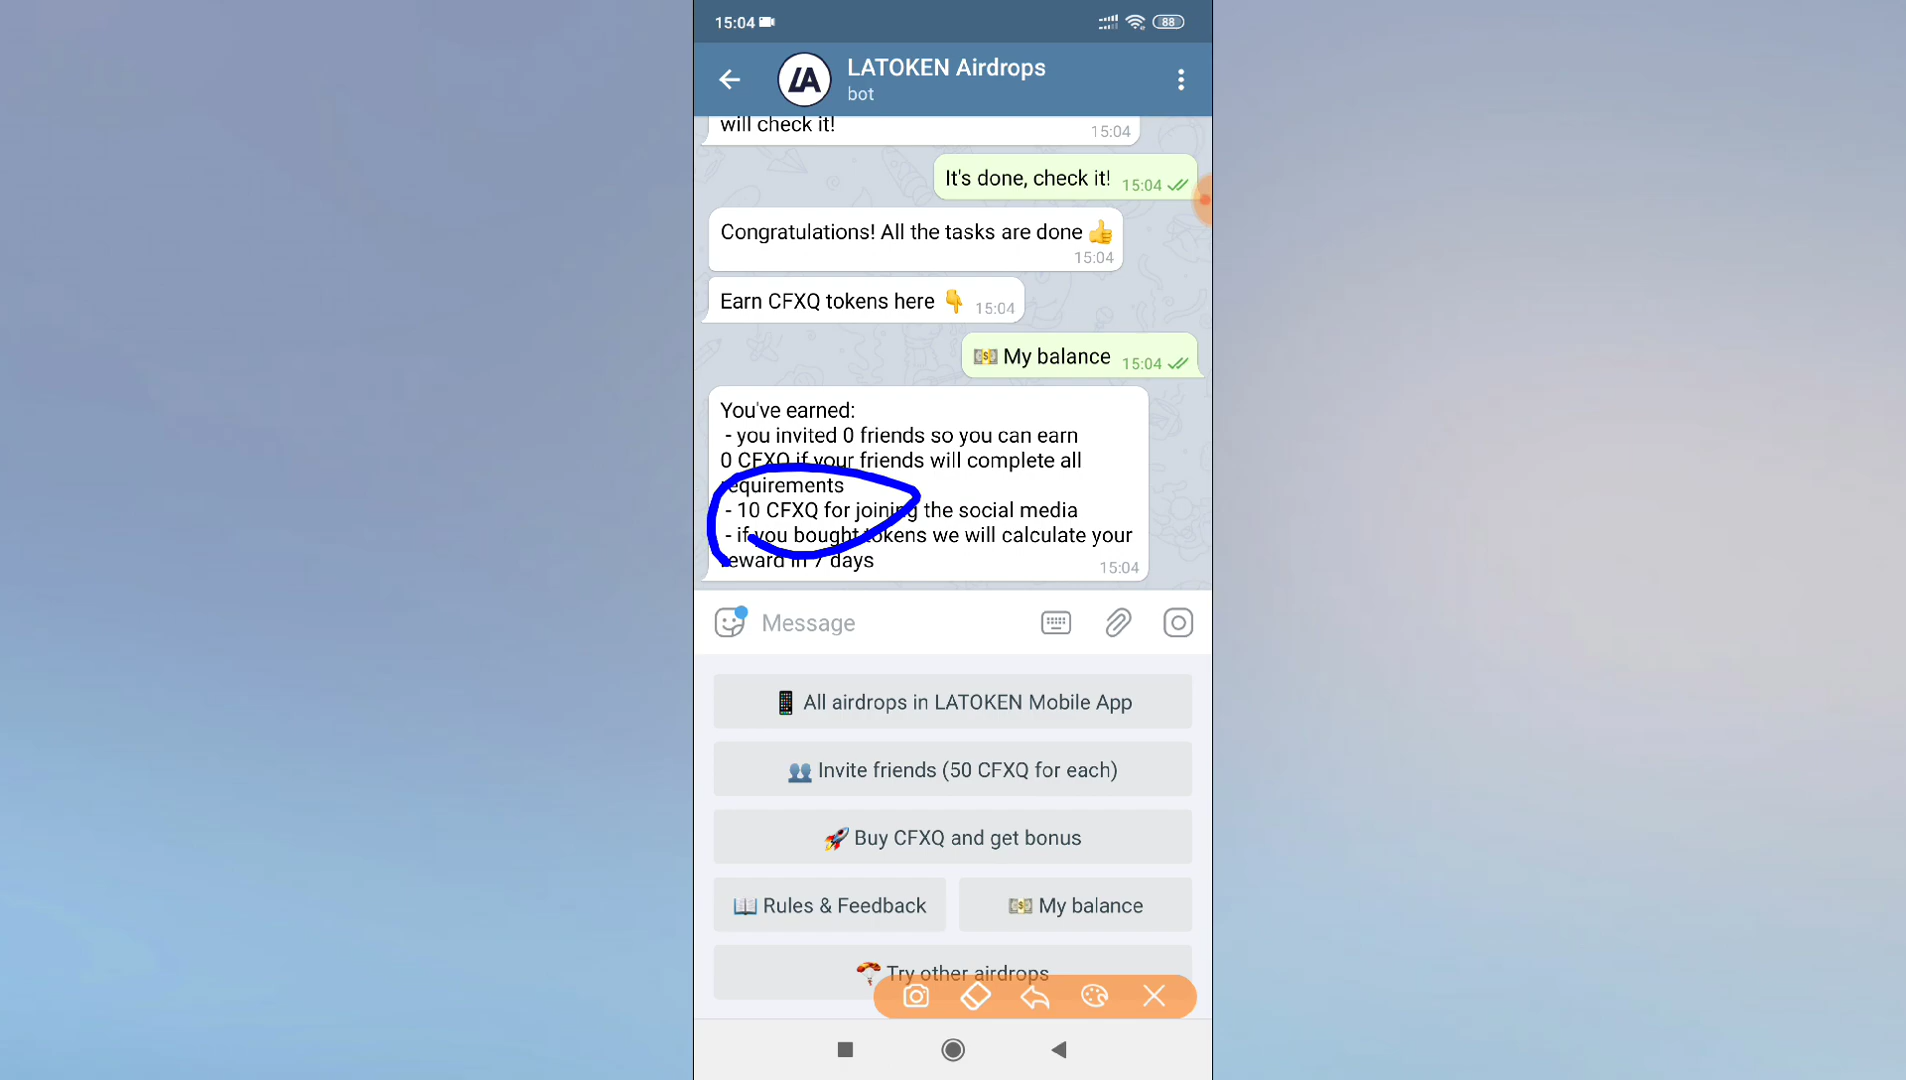 15:04
88
LATOKEN Airdrops
bot
will check it!
15:04
It's done, check it! 15:04
Congratulations! All the tasks are done 👍
15:04
Earn CFXQ tokens here 👇 15:04
💵 My balance 15:04
You've earned:
- you invited 0 friends so you can earn
0 CFXQ if your friends will complete all
requirements
- 10 CFXQ for joining the social media
- if you bought tokens we will calculate your
reward in 7 days
15:04
Message
📱 All airdrops in LATOKEN Mobile App
👥 Invite friends (50 CFXQ for each)
🚀 Buy CFXQ and get bonus
📖 Rules & Feedback
💵 My balance
🪂 Try other airdrops